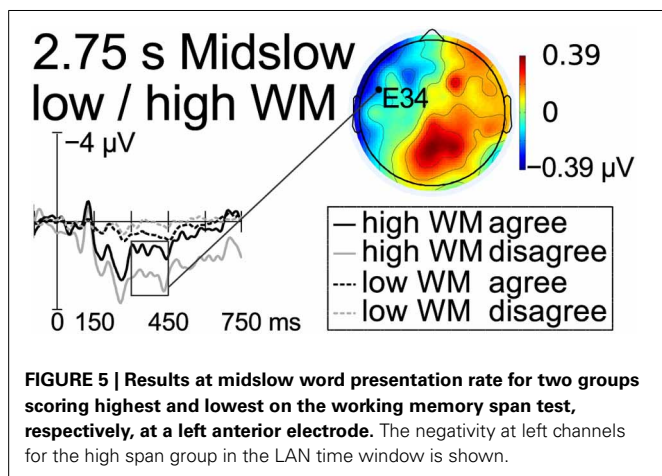 2.75 s Midslow
low / high WM
E34
0.39
0
−0.39 µV
−4 µV
0 150 450 750 ms
high WM agree
high WM disagree
low WM agree
low WM disagree
FIGURE 5 | Results at midslow word presentation rate for two groups
scoring highest and lowest on the working memory span test,
respectively, at a left anterior electrode. The negativity at left channels
for the high span group in the LAN time window is shown.